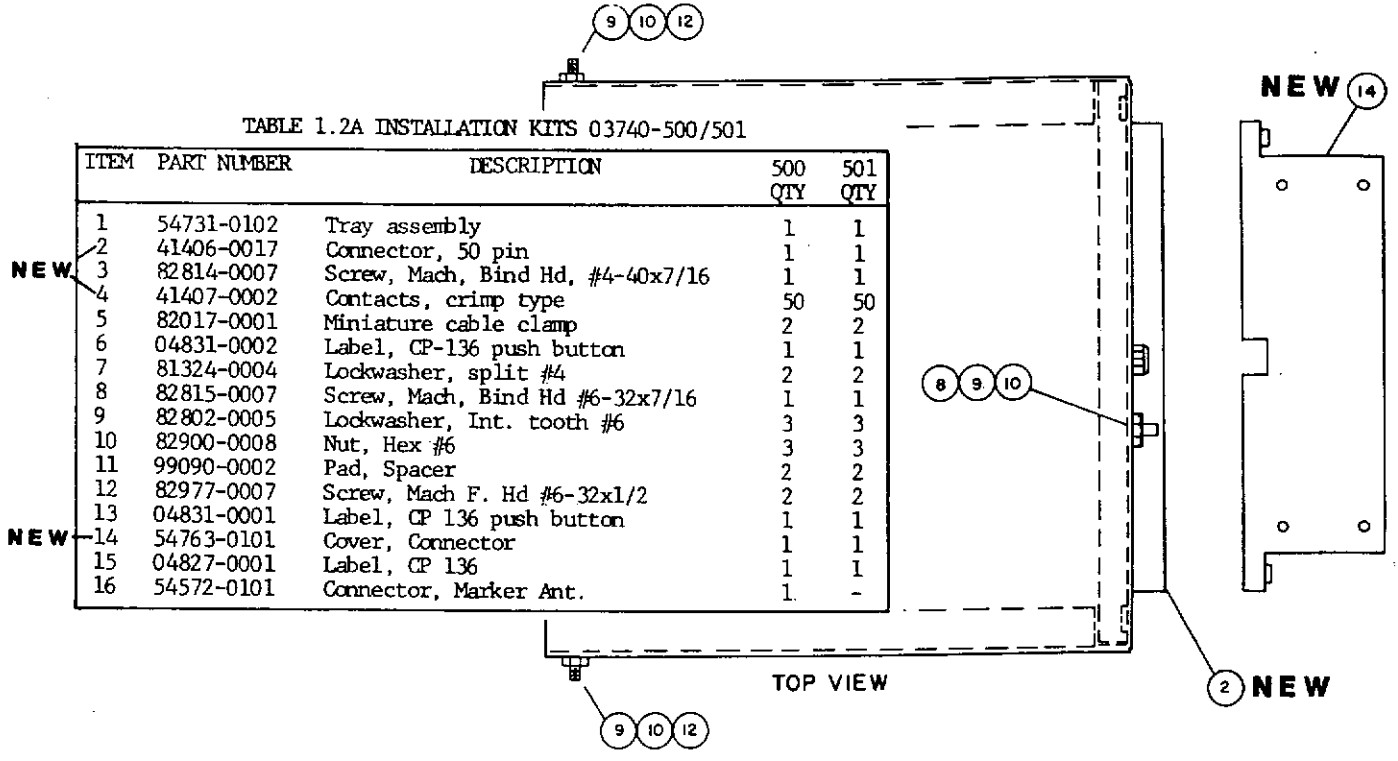 9 10 12
NEW 14
TABLE 1.2A INSTALLATION KITS 03740-500/501
ITEM PART NUMBER DESCRIPTION 500 QTY 501 QTY
1 54731-0102 Tray assembly 1 1
2 41406-0017 Connector, 50 pin 1 1
NEW 3 82814-0007 Screw, Mach, Bind Hd, #4-40x7/16 1 1
4 41407-0002 Contacts, crimp type 50 50
5 82017-0001 Miniature cable clamp 2 2
6 04831-0002 Label, CP-136 push button 1 1
7 81324-0004 Lockwasher, split #4 2 2
8 82815-0007 Screw, Mach, Bind Hd #6-32x7/16 1 1
9 82802-0005 Lockwasher, Int. tooth #6 3 3
10 82900-0008 Nut, Hex #6 3 3
11 99090-0002 Pad, Spacer 2 2
12 82977-0007 Screw, Mach F. Hd #6-32x1/2 2 2
13 04831-0001 Label, CP 136 push button 1 1
NEW 14 54763-0101 Cover, Connector 1 1
15 04827-0001 Label, CP 136 1 1
16 54572-0101 Connector, Marker Ant. 1 -
8 9 10
TOP VIEW
2 NEW
9 10 12